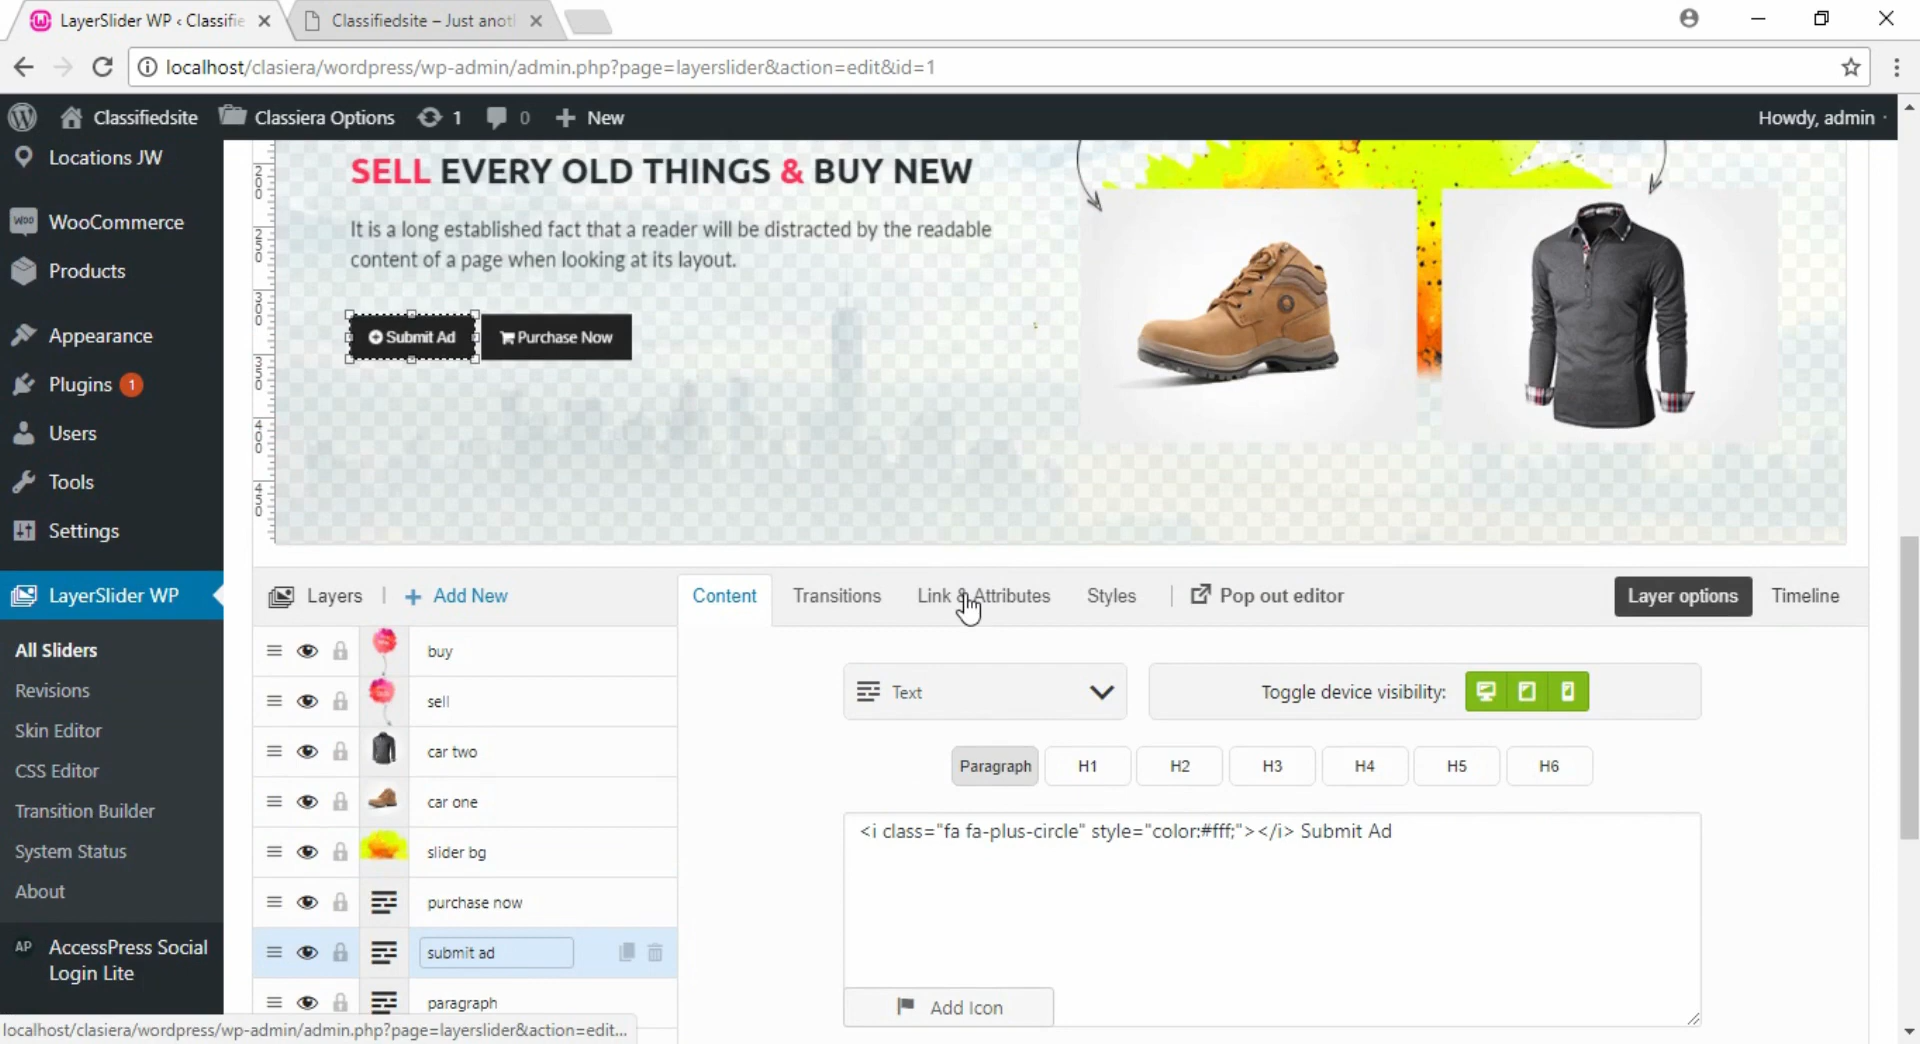 LayerSlider WP ‹ Classifie
Classifiedsite – Just anot
localhost/clasiera/wordpress/wp-admin/admin.php?page=layerslider&action=edit&id=1
Classifiedsite
Classiera Options
1
0
New
Howdy, admin
Locations JW
WooCommerce
Products
Appearance
Plugins 1
Users
Tools
Settings
LayerSlider WP
All Sliders
Revisions
Skin Editor
CSS Editor
Transition Builder
System Status
About
AP AccessPress Social
Login Lite
localhost/clasiera/wordpress/wp-admin/admin.php?page=layerslider&action=edit...
200
250
300
350
400
450
SELL EVERY OLD THINGS & BUY NEW
It is a long established fact that a reader will be distracted by the readable
content of a page when looking at its layout.
Submit Ad
Purchase Now
Layers
Add New
Content
Transitions
Link & Attributes
Styles
Pop out editor
Layer options
Timeline
buy
sell
car two
car one
slider bg
purchase now
submit ad
paragraph
Text
Toggle device visibility:
Paragraph
H1
H2
H3
H4
H5
H6
<i class="fa fa-plus-circle" style="color:#fff;"></i> Submit Ad
Add Icon